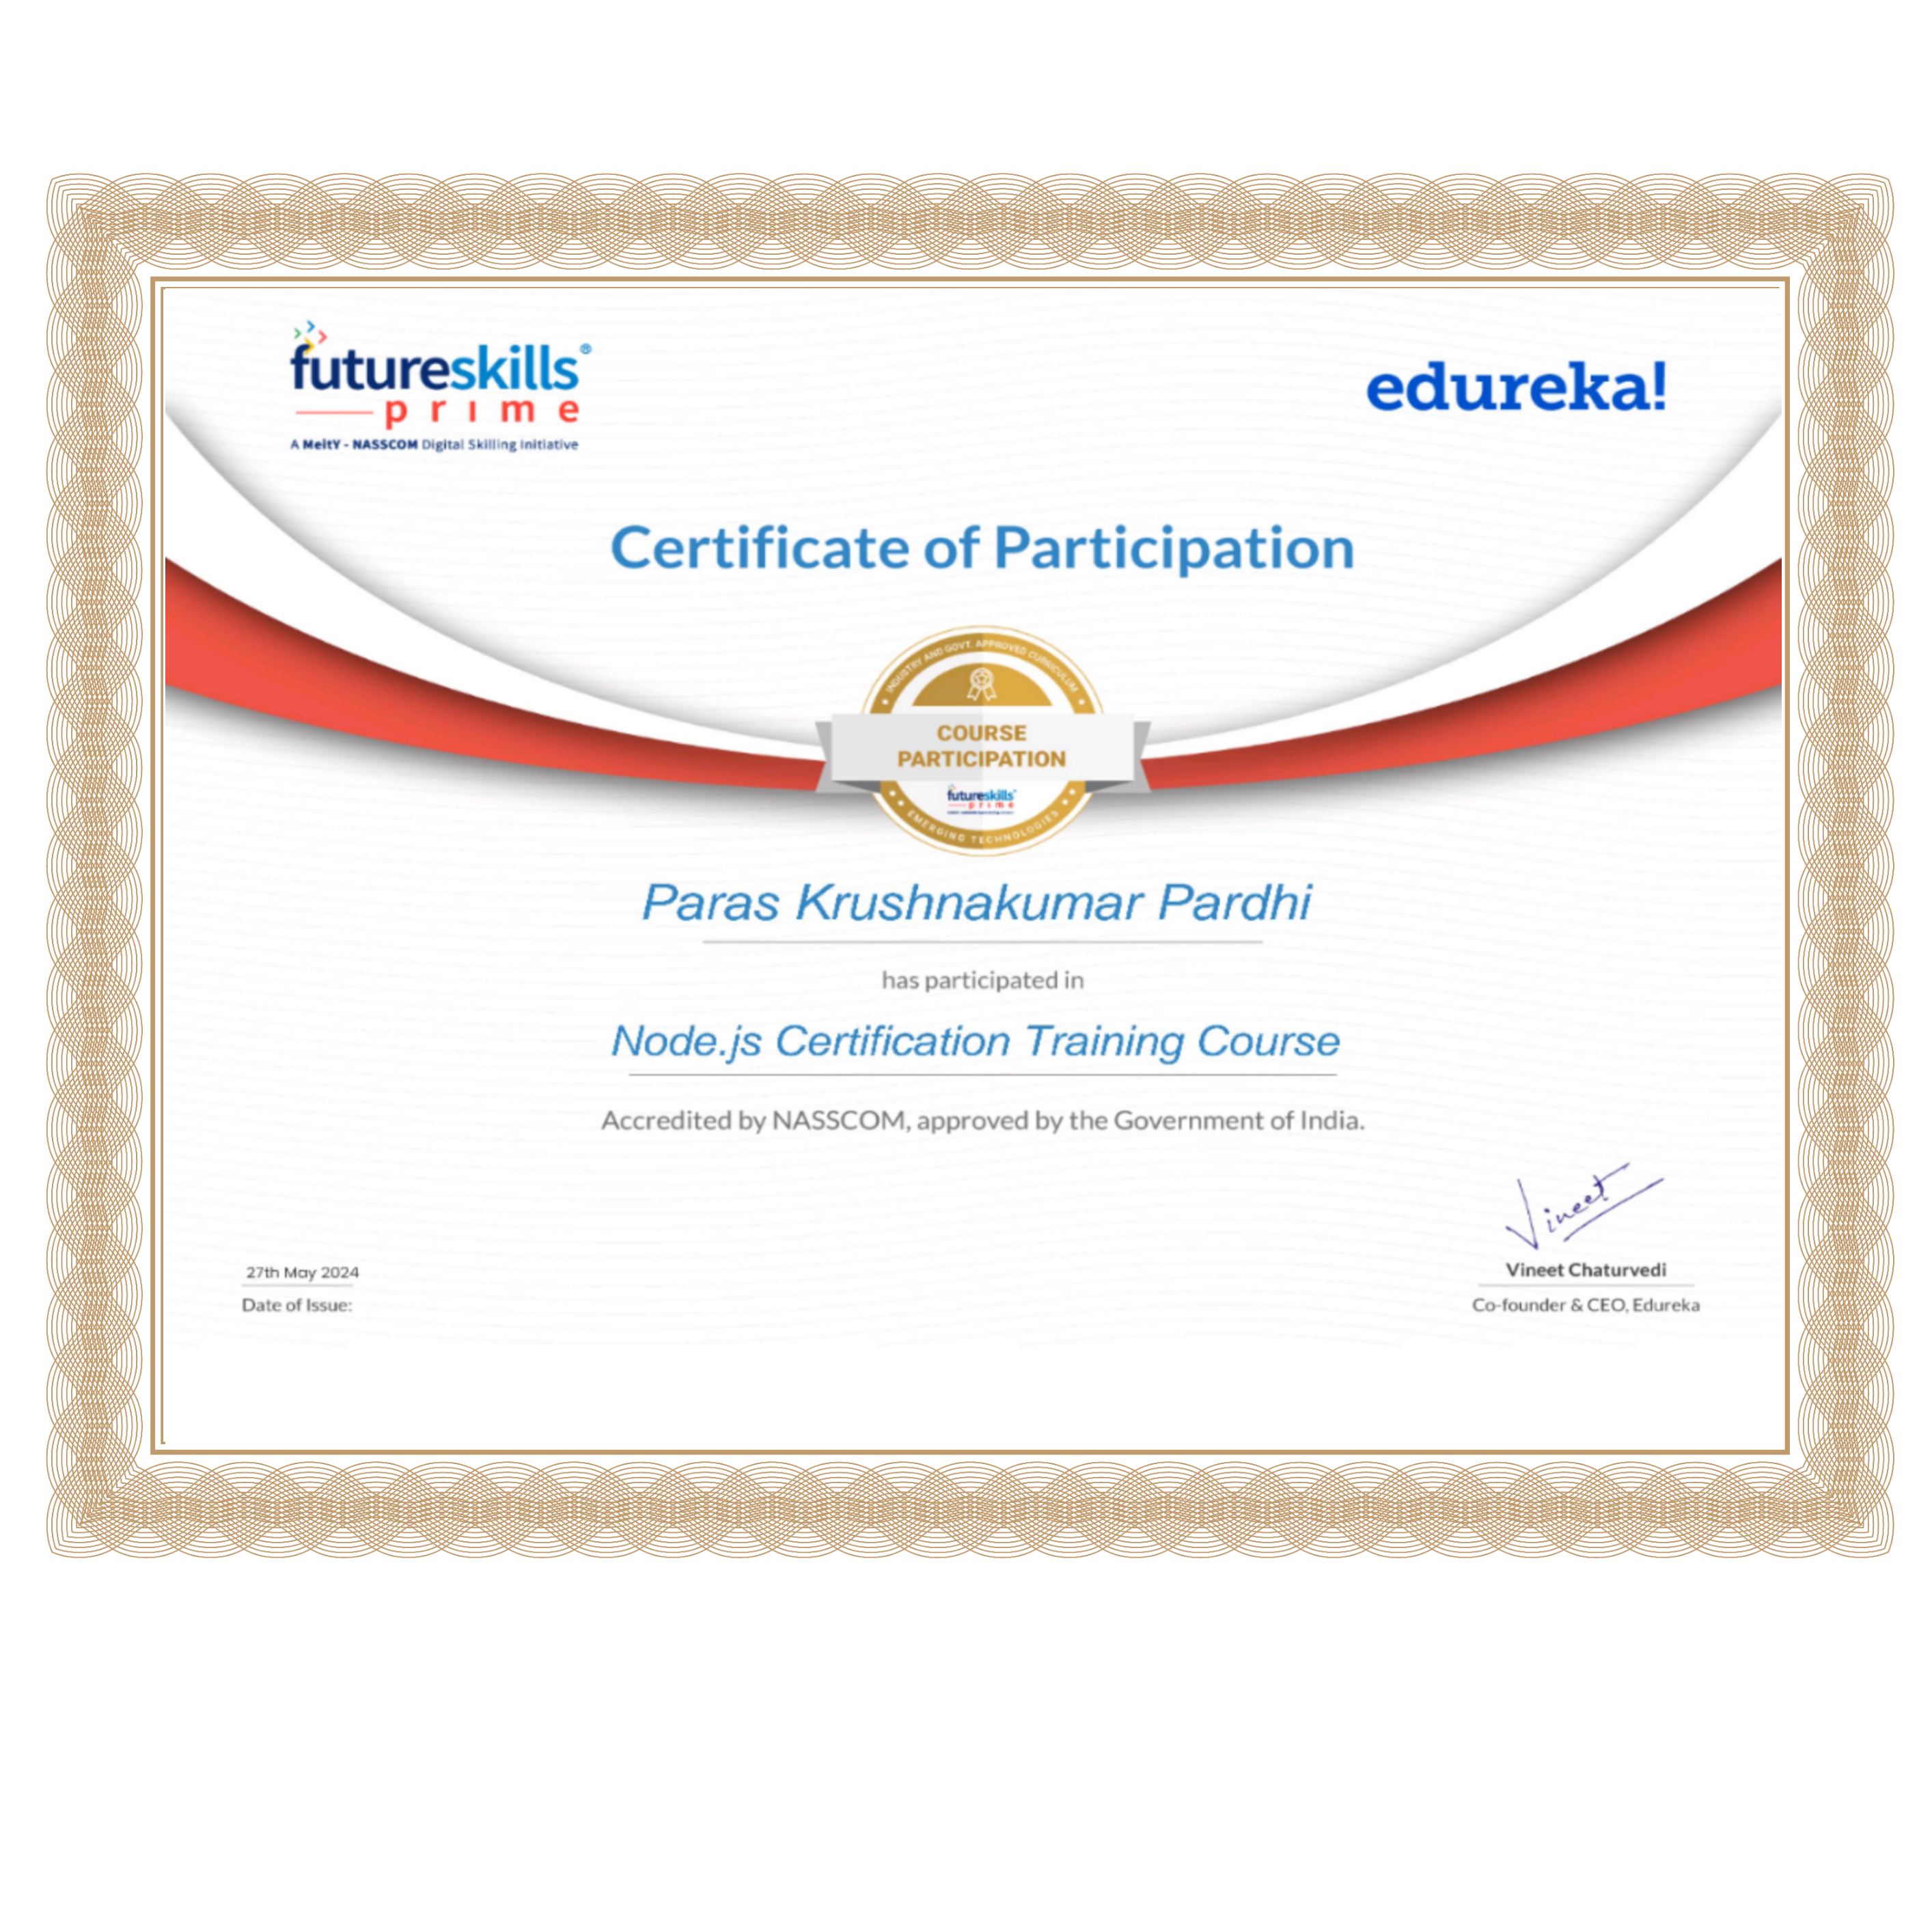 futureskills®
prime
A MeitY - NASSCOM Digital Skilling Initiative
edureka!
Certificate of Participation
INDUSTRY AND GOVT. APPROVED CURICULUM
COURSE
PARTICIPATION
futureskills
prime
EMERGING TECHNOLOGIES
Paras Krushnakumar Pardhi
has participated in
Node.js Certification Training Course
Accredited by NASSCOM, approved by the Government of India.
Vineet
27th May 2024
Date of Issue:
Vineet Chaturvedi
Co-founder & CEO, Edureka